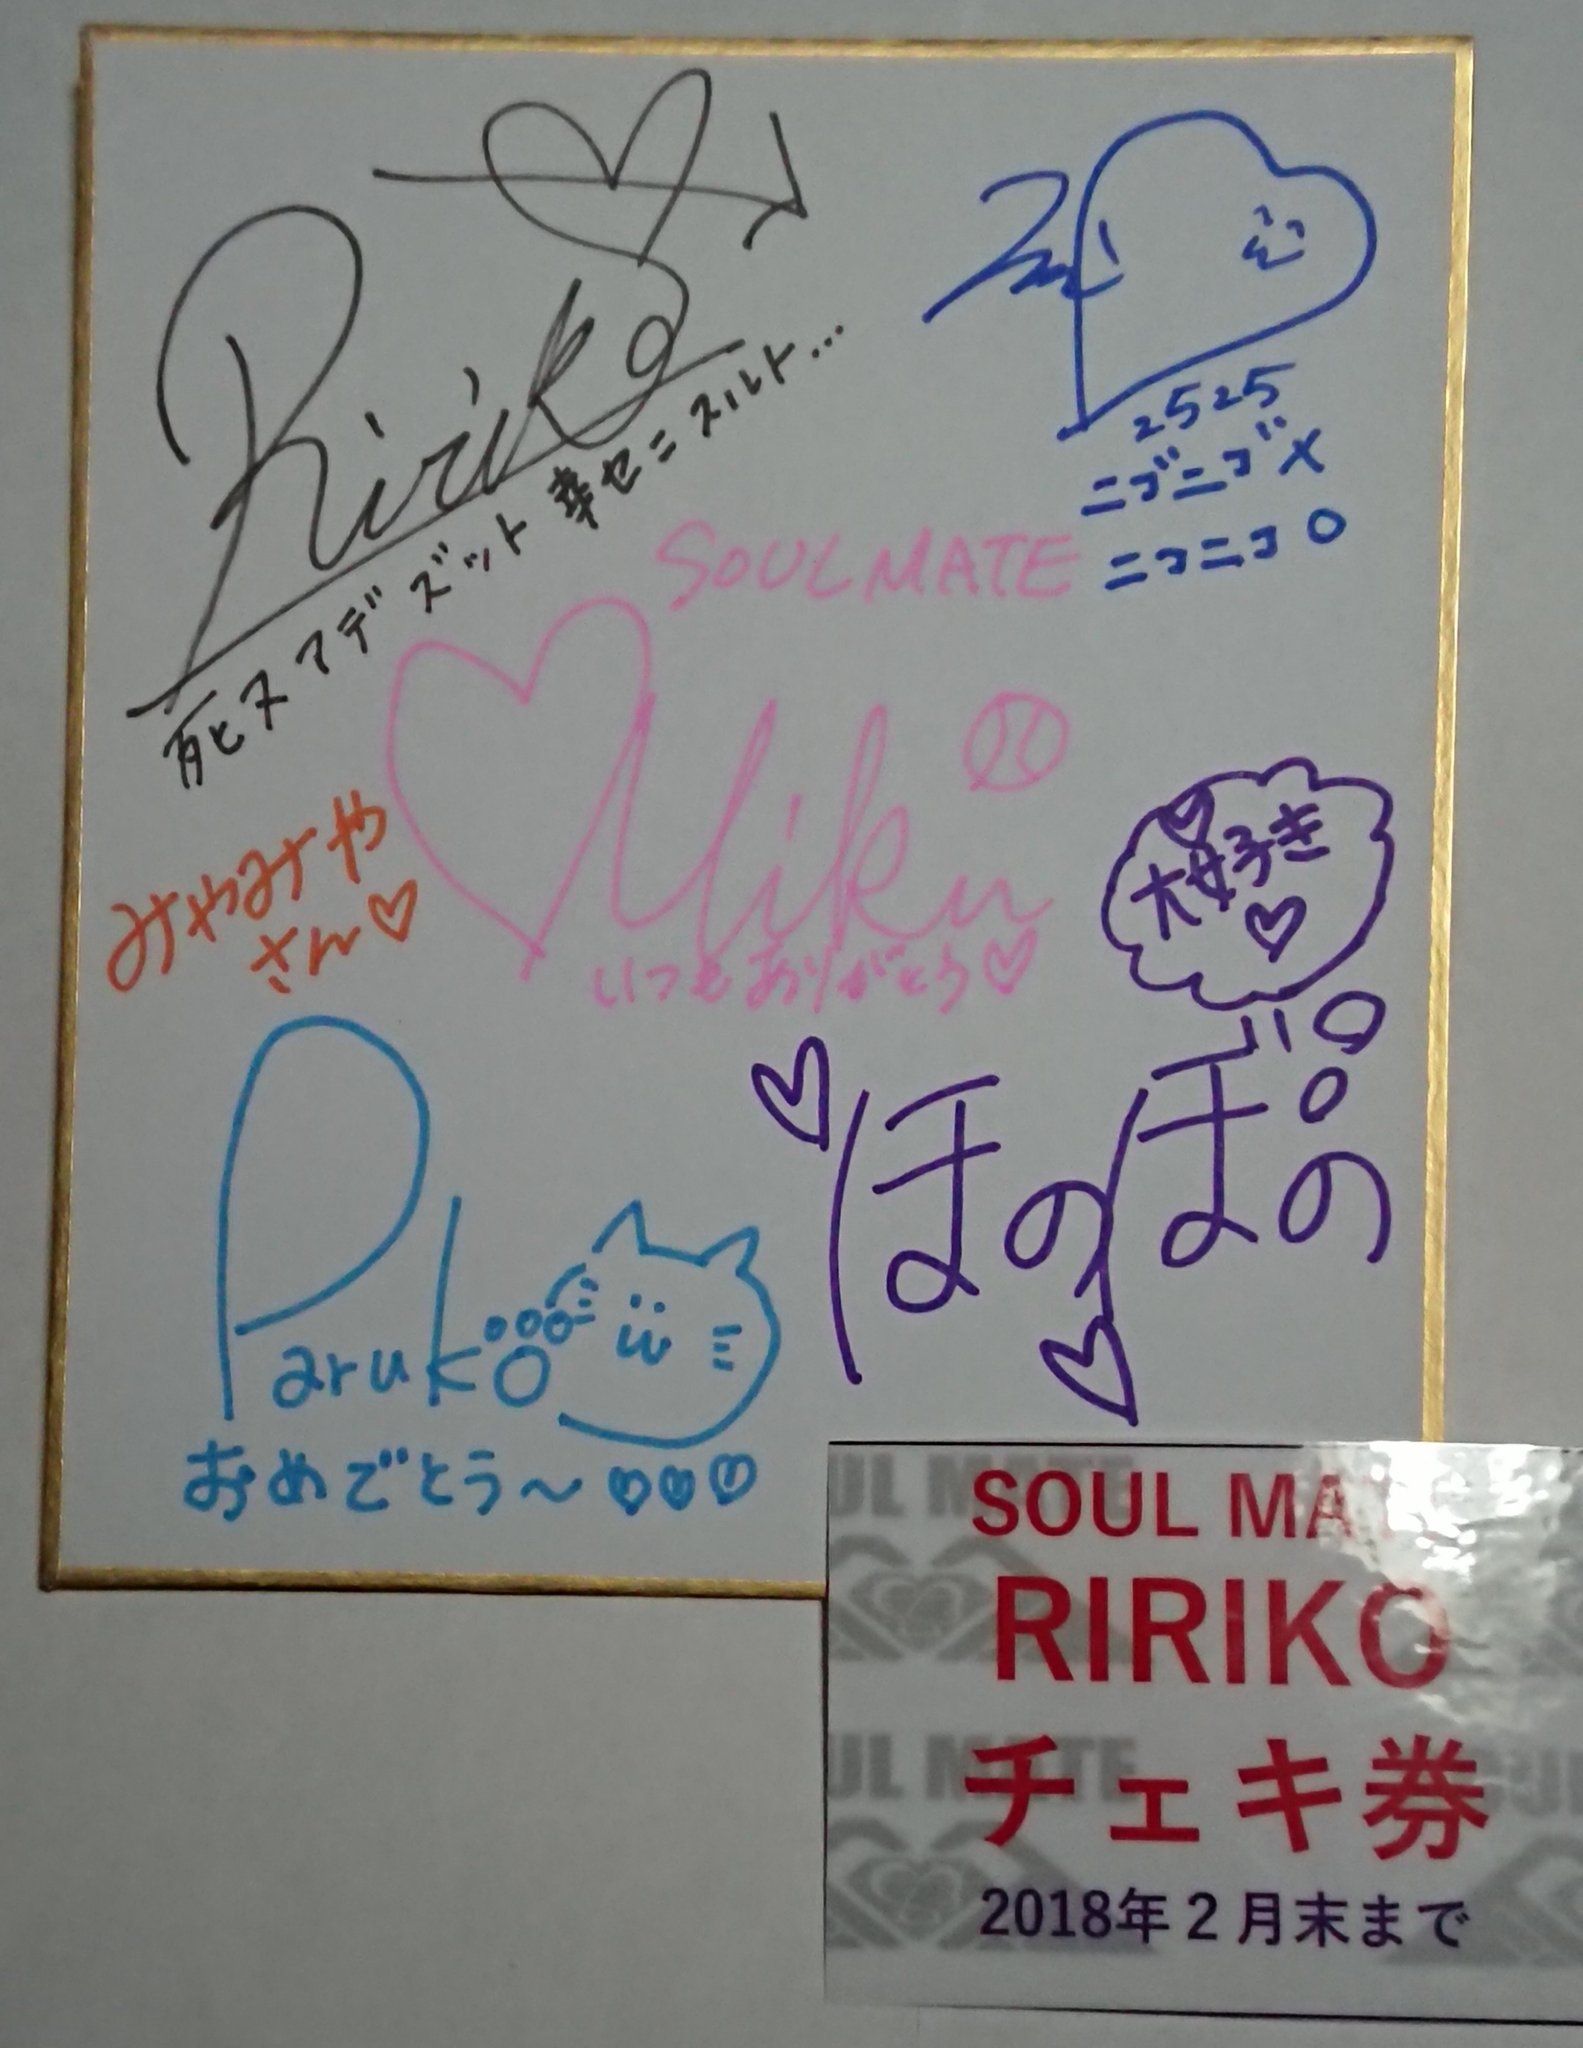 Ririko
死ヌマデズット幸セニスルト…
2525
ニゴニゴ×
ニコニコ○
SOULMATE
Miku
いつもありがとう♡
みやみや
さん♡
♡大好き♡
ほのぼの
Paruko
おめでとう〜♡♡♡
SOUL MATE
RIRIKO
チェキ券
2018年2月末まで